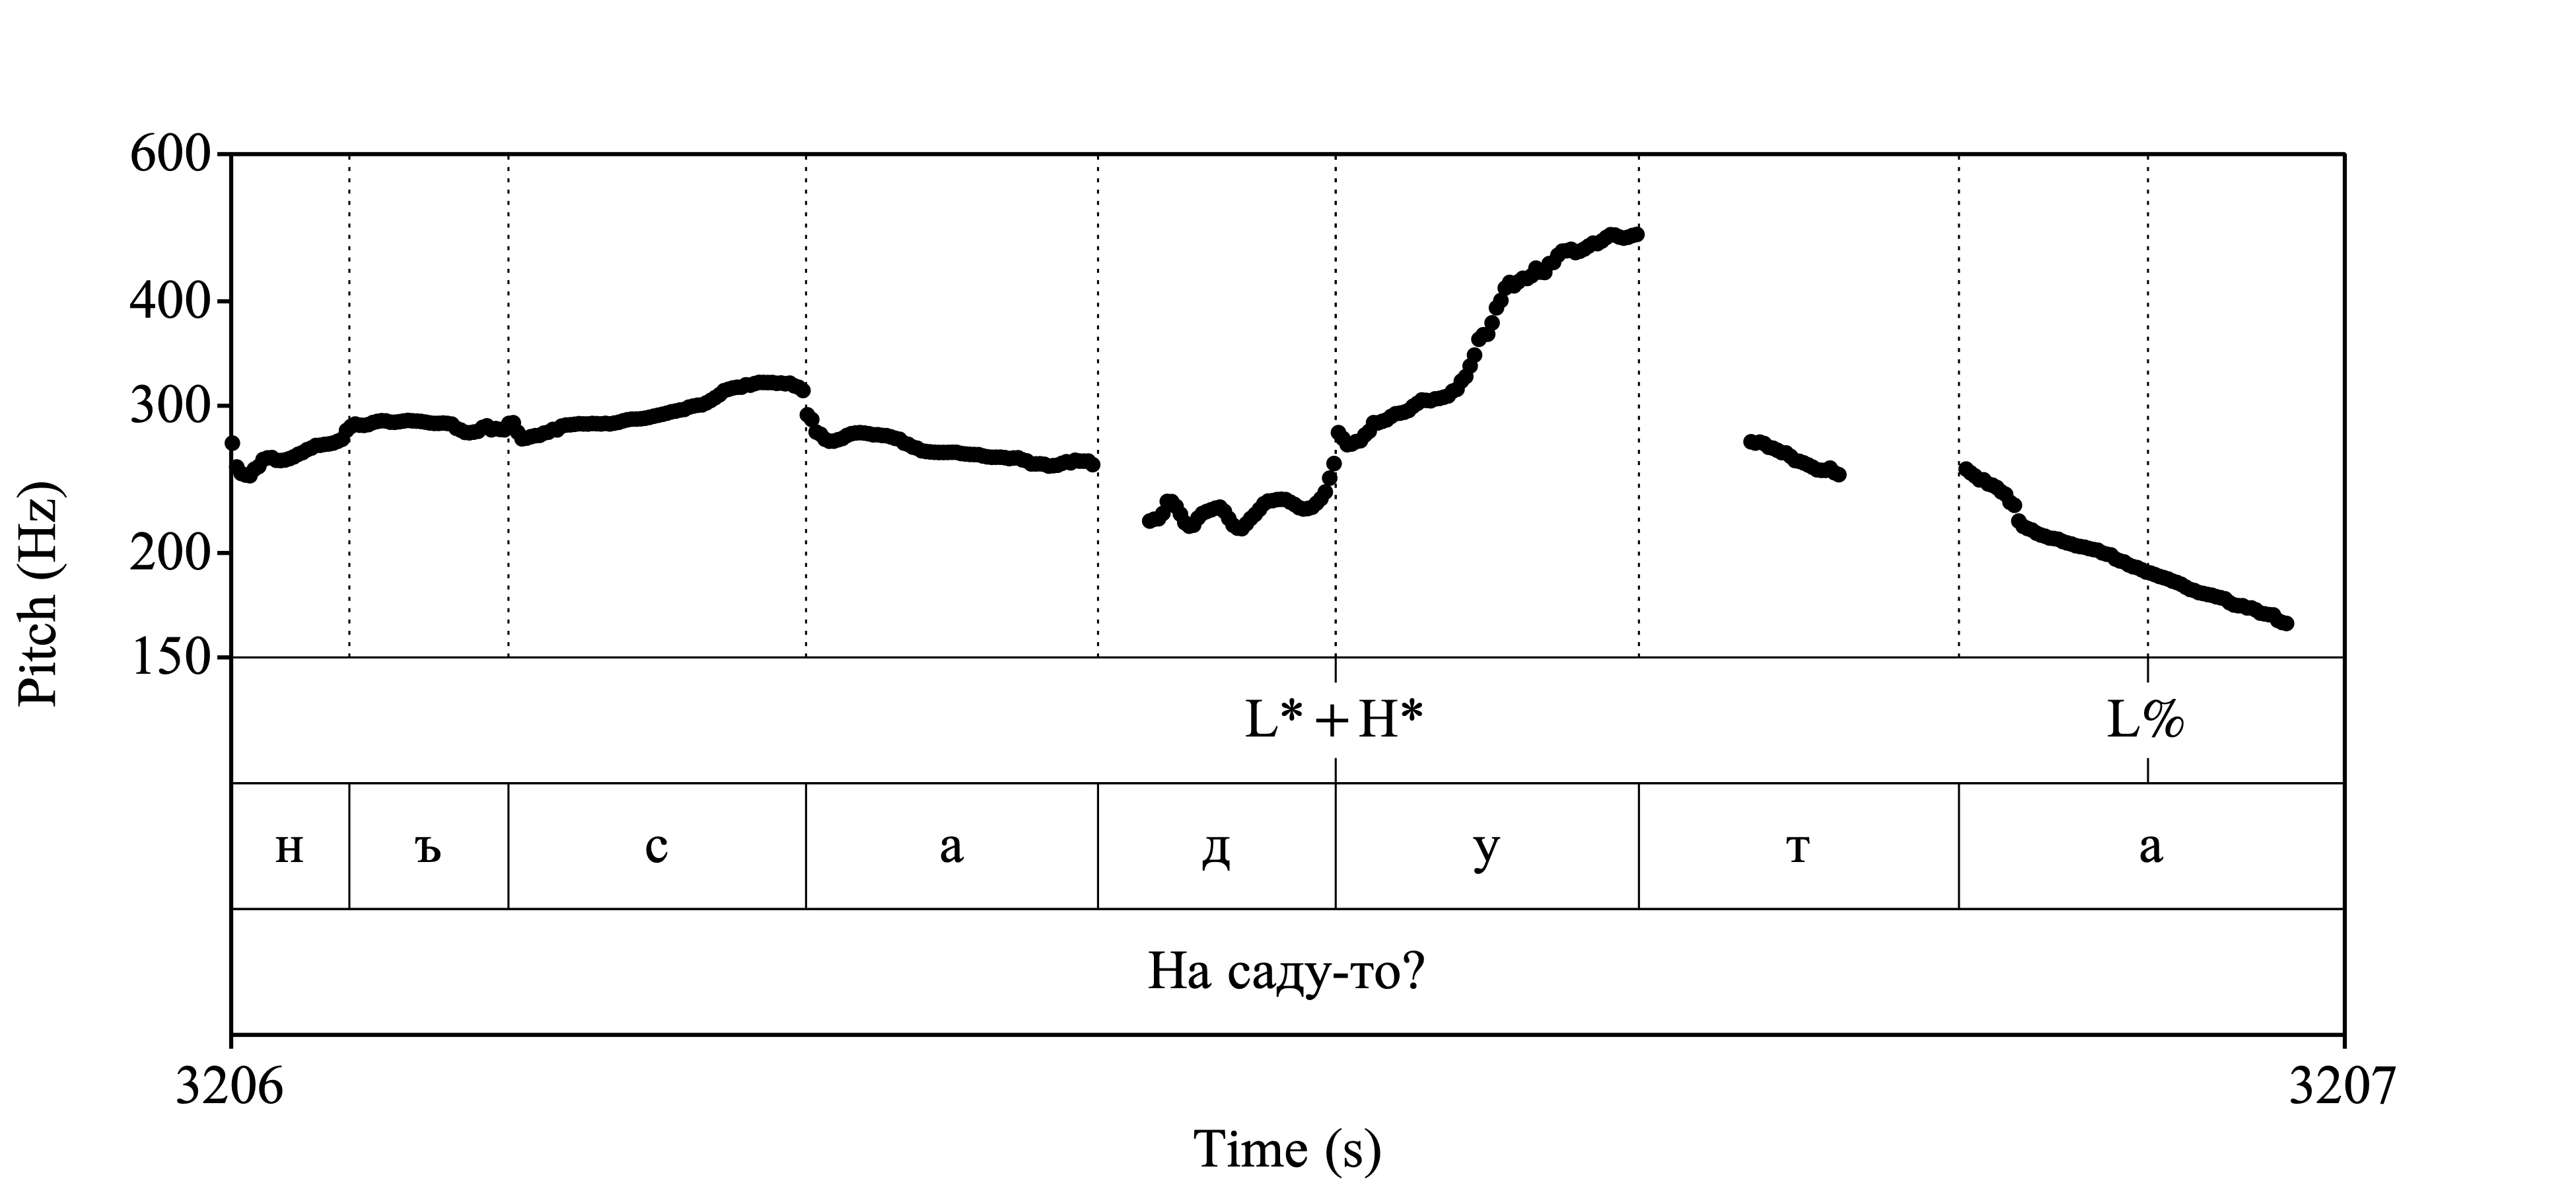 600
400
300
200
150
Pitch (Hz)
L*+H* L%
н ъ с а д у т а
На саду-то?
3206 3207
Time (s)